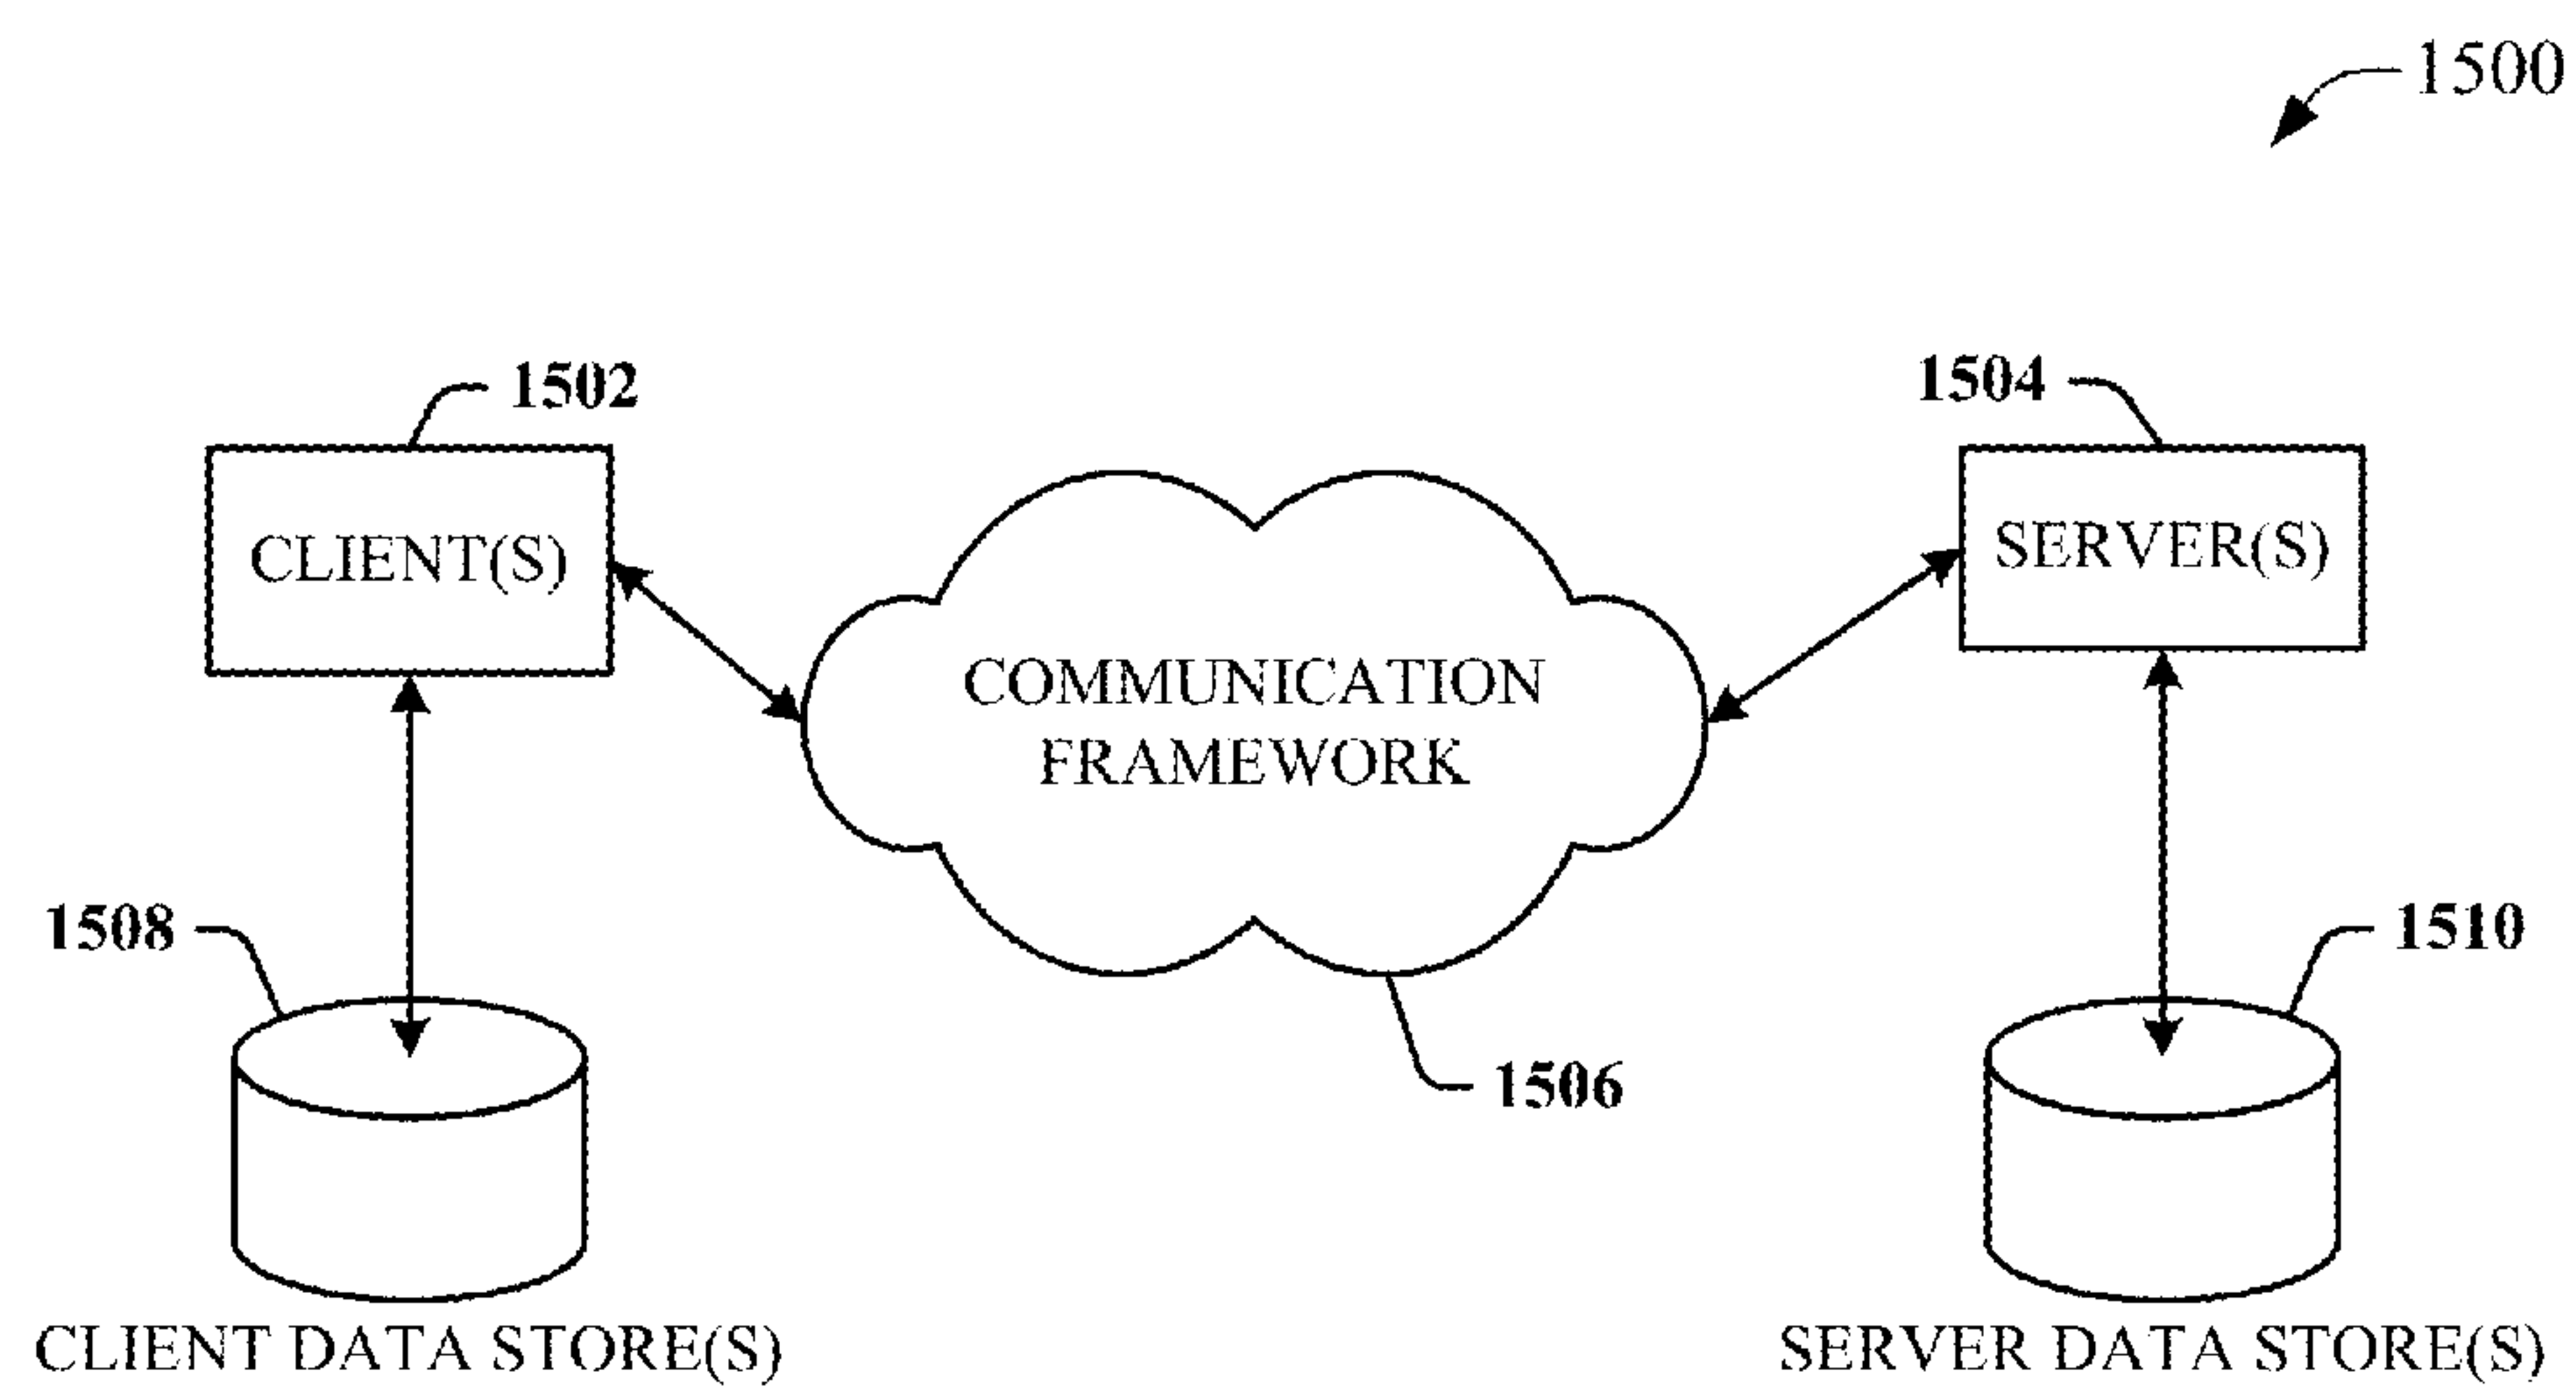 1500
1502
1504
CLIENT(S)
SERVER(S)
COMMUNICATION
FRAMEWORK
1508
1510
1506
CLIENT DATA STORE(S)
SERVER DATA STORE(S)